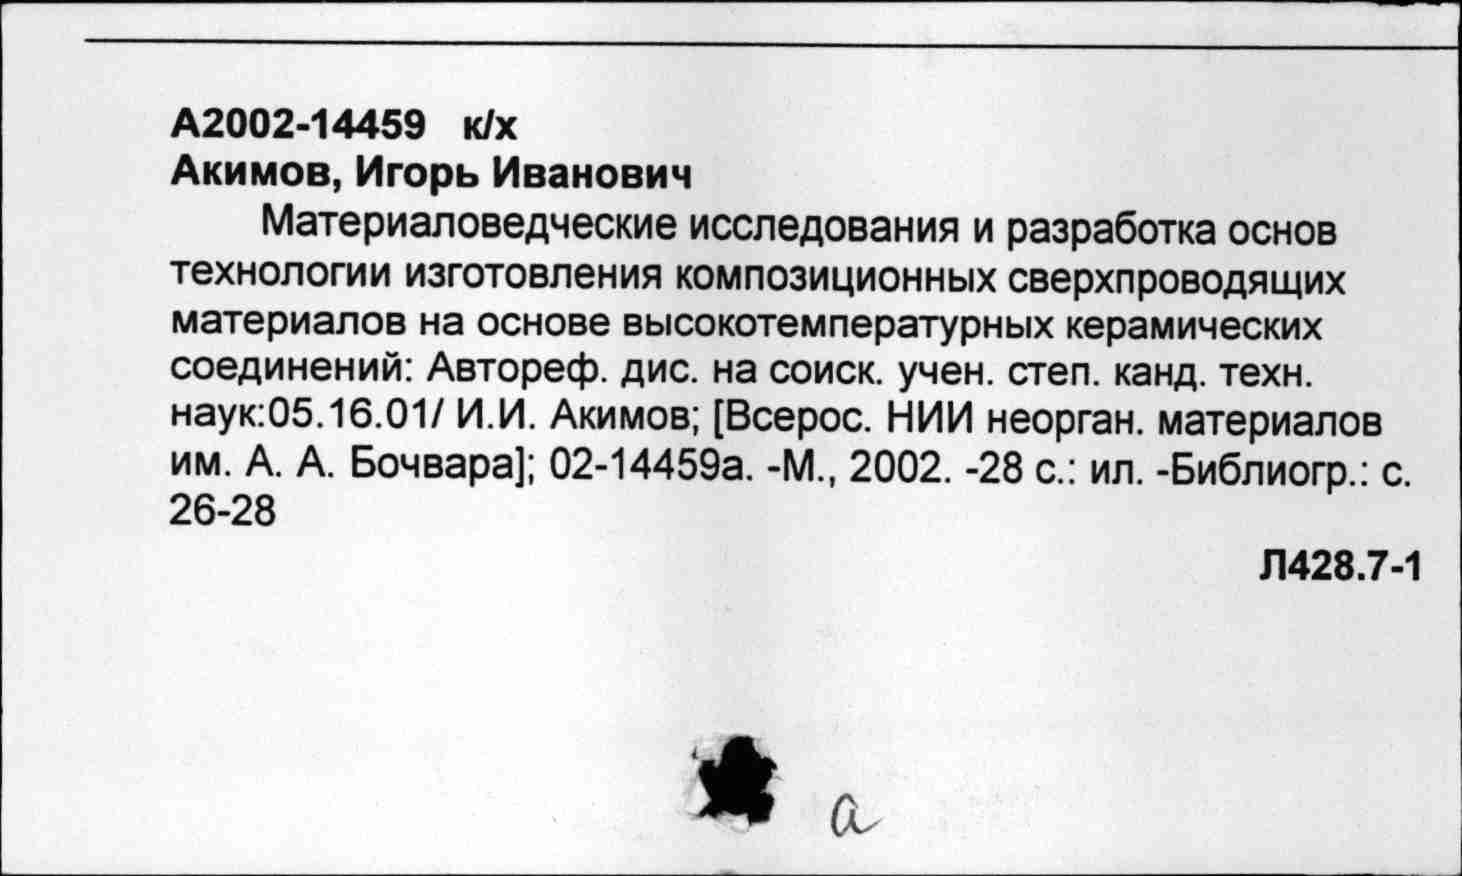 А2002-14459 к/х
Акимов, Игорь Иванович
Материаловедческие исследования и разработка основ
технологии изготовления композиционных сверхпроводящих
материалов на основе высокотемпературных керамических
соединений: Автореф. дис. на соиск. учен. степ. канд. техн.
наук:05.16.01/ И.И. Акимов; [Всерос. НИИ неорган. материалов
им. А. А. Бочвара]; 02-14459а. -М., 2002. -28 с.: ил. -Библиогр.: с.
26-28
Л428.7-1
а